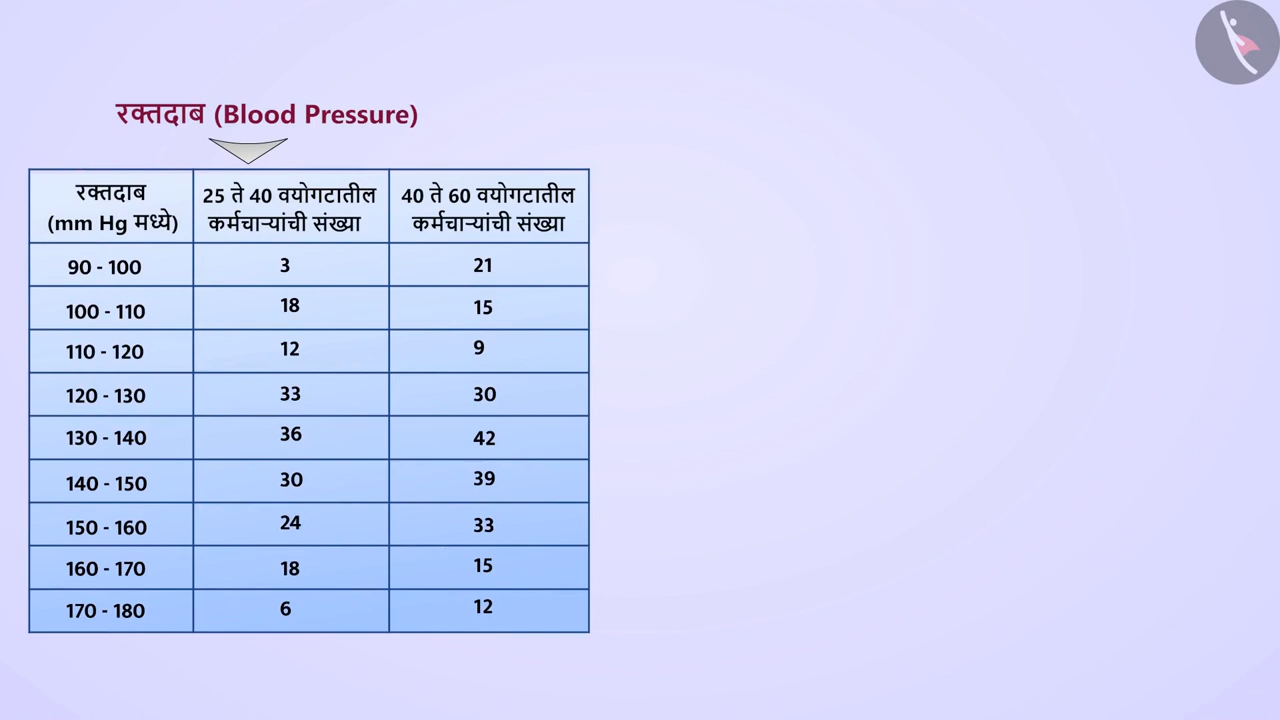 रक्तदाब (Blood Pressure)
रक्तदाब 25 ते 40 वयोगटातील 40 ते 60 वयोगटातील
(mm Hg मध्ये) कर्मचाऱ्यांची संख्या कर्मचाऱ्यांची संख्या
90 - 100 3 21
100 - 110 18 15
110 - 120 12 9
120 - 130 33 30
130 - 140 36 42
140 - 150 30 39
150 - 160 24 33
160 - 170 18 15
170 - 180 6 12